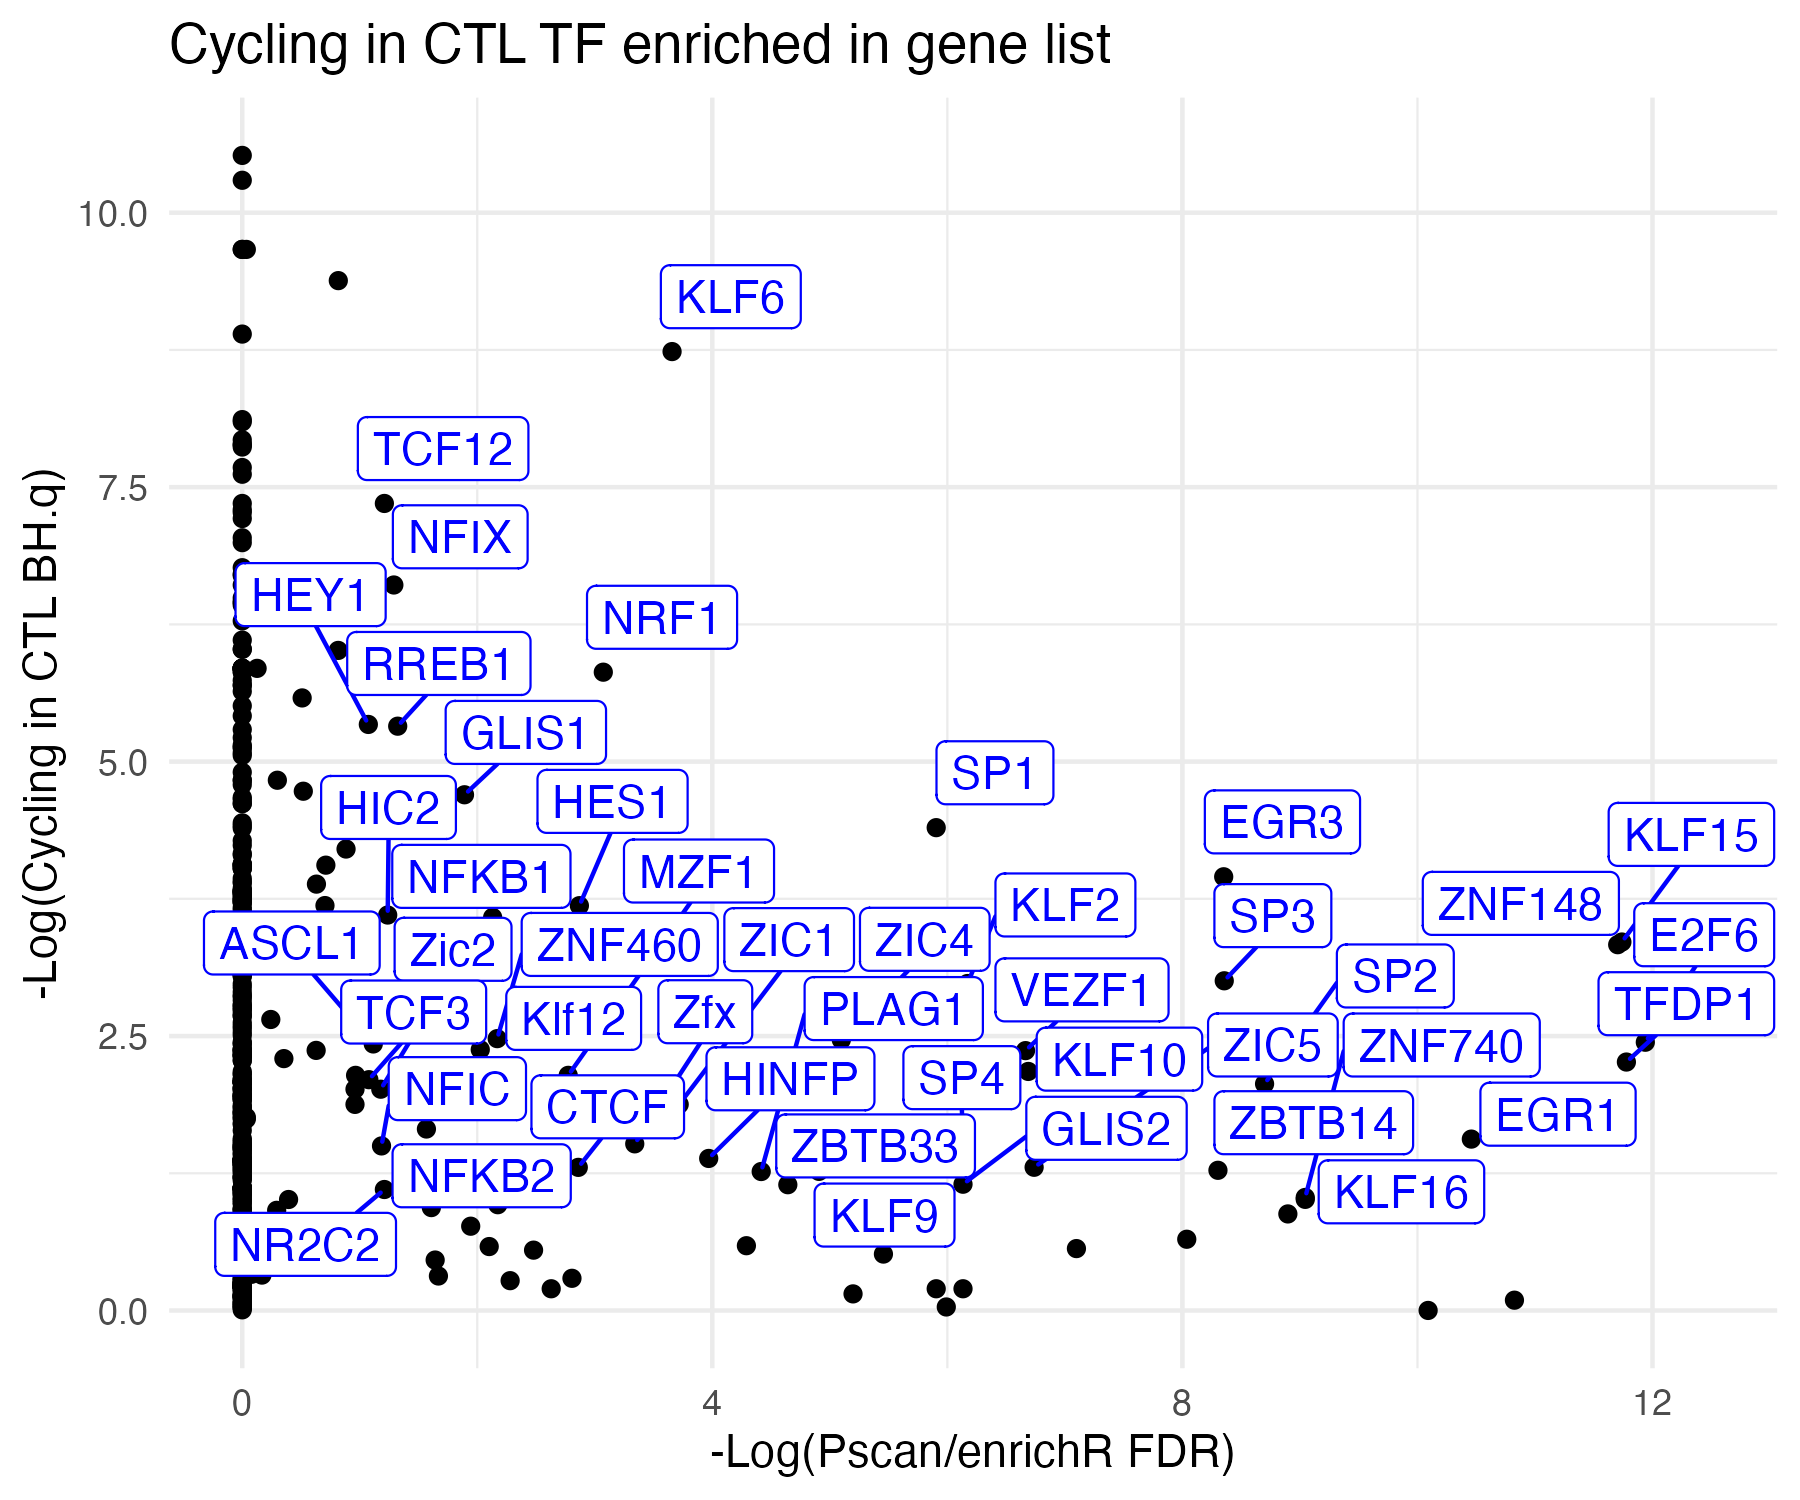 Cycling in CTL TF enriched in gene list
-Log(Cycling in CTL BH.q)
10.0
7.5
5.0
2.5
0.0
KLF6
TCF12
NFIX
HEY1
NRF1
RREB1
GLIS1
SP1
HIC2
HES1
EGR3
KLF15
NFKB1
MZF1
KLF2
SP3
ZNF148
ASCL1
Zic2
ZNF460
ZIC1
ZIC4
E2F6
VEZF1
SP2
TCF3
Klf12
Zfx
PLAG1
TFDP1
NFIC
CTCF
HINFP
SP4
KLF10
ZIC5
ZNF740
ZBTB33
GLIS2
ZBTB14
EGR1
NFKB2
KLF9
KLF16
NR2C2
0
4
8
12
-Log(Pscan/enrichR FDR)